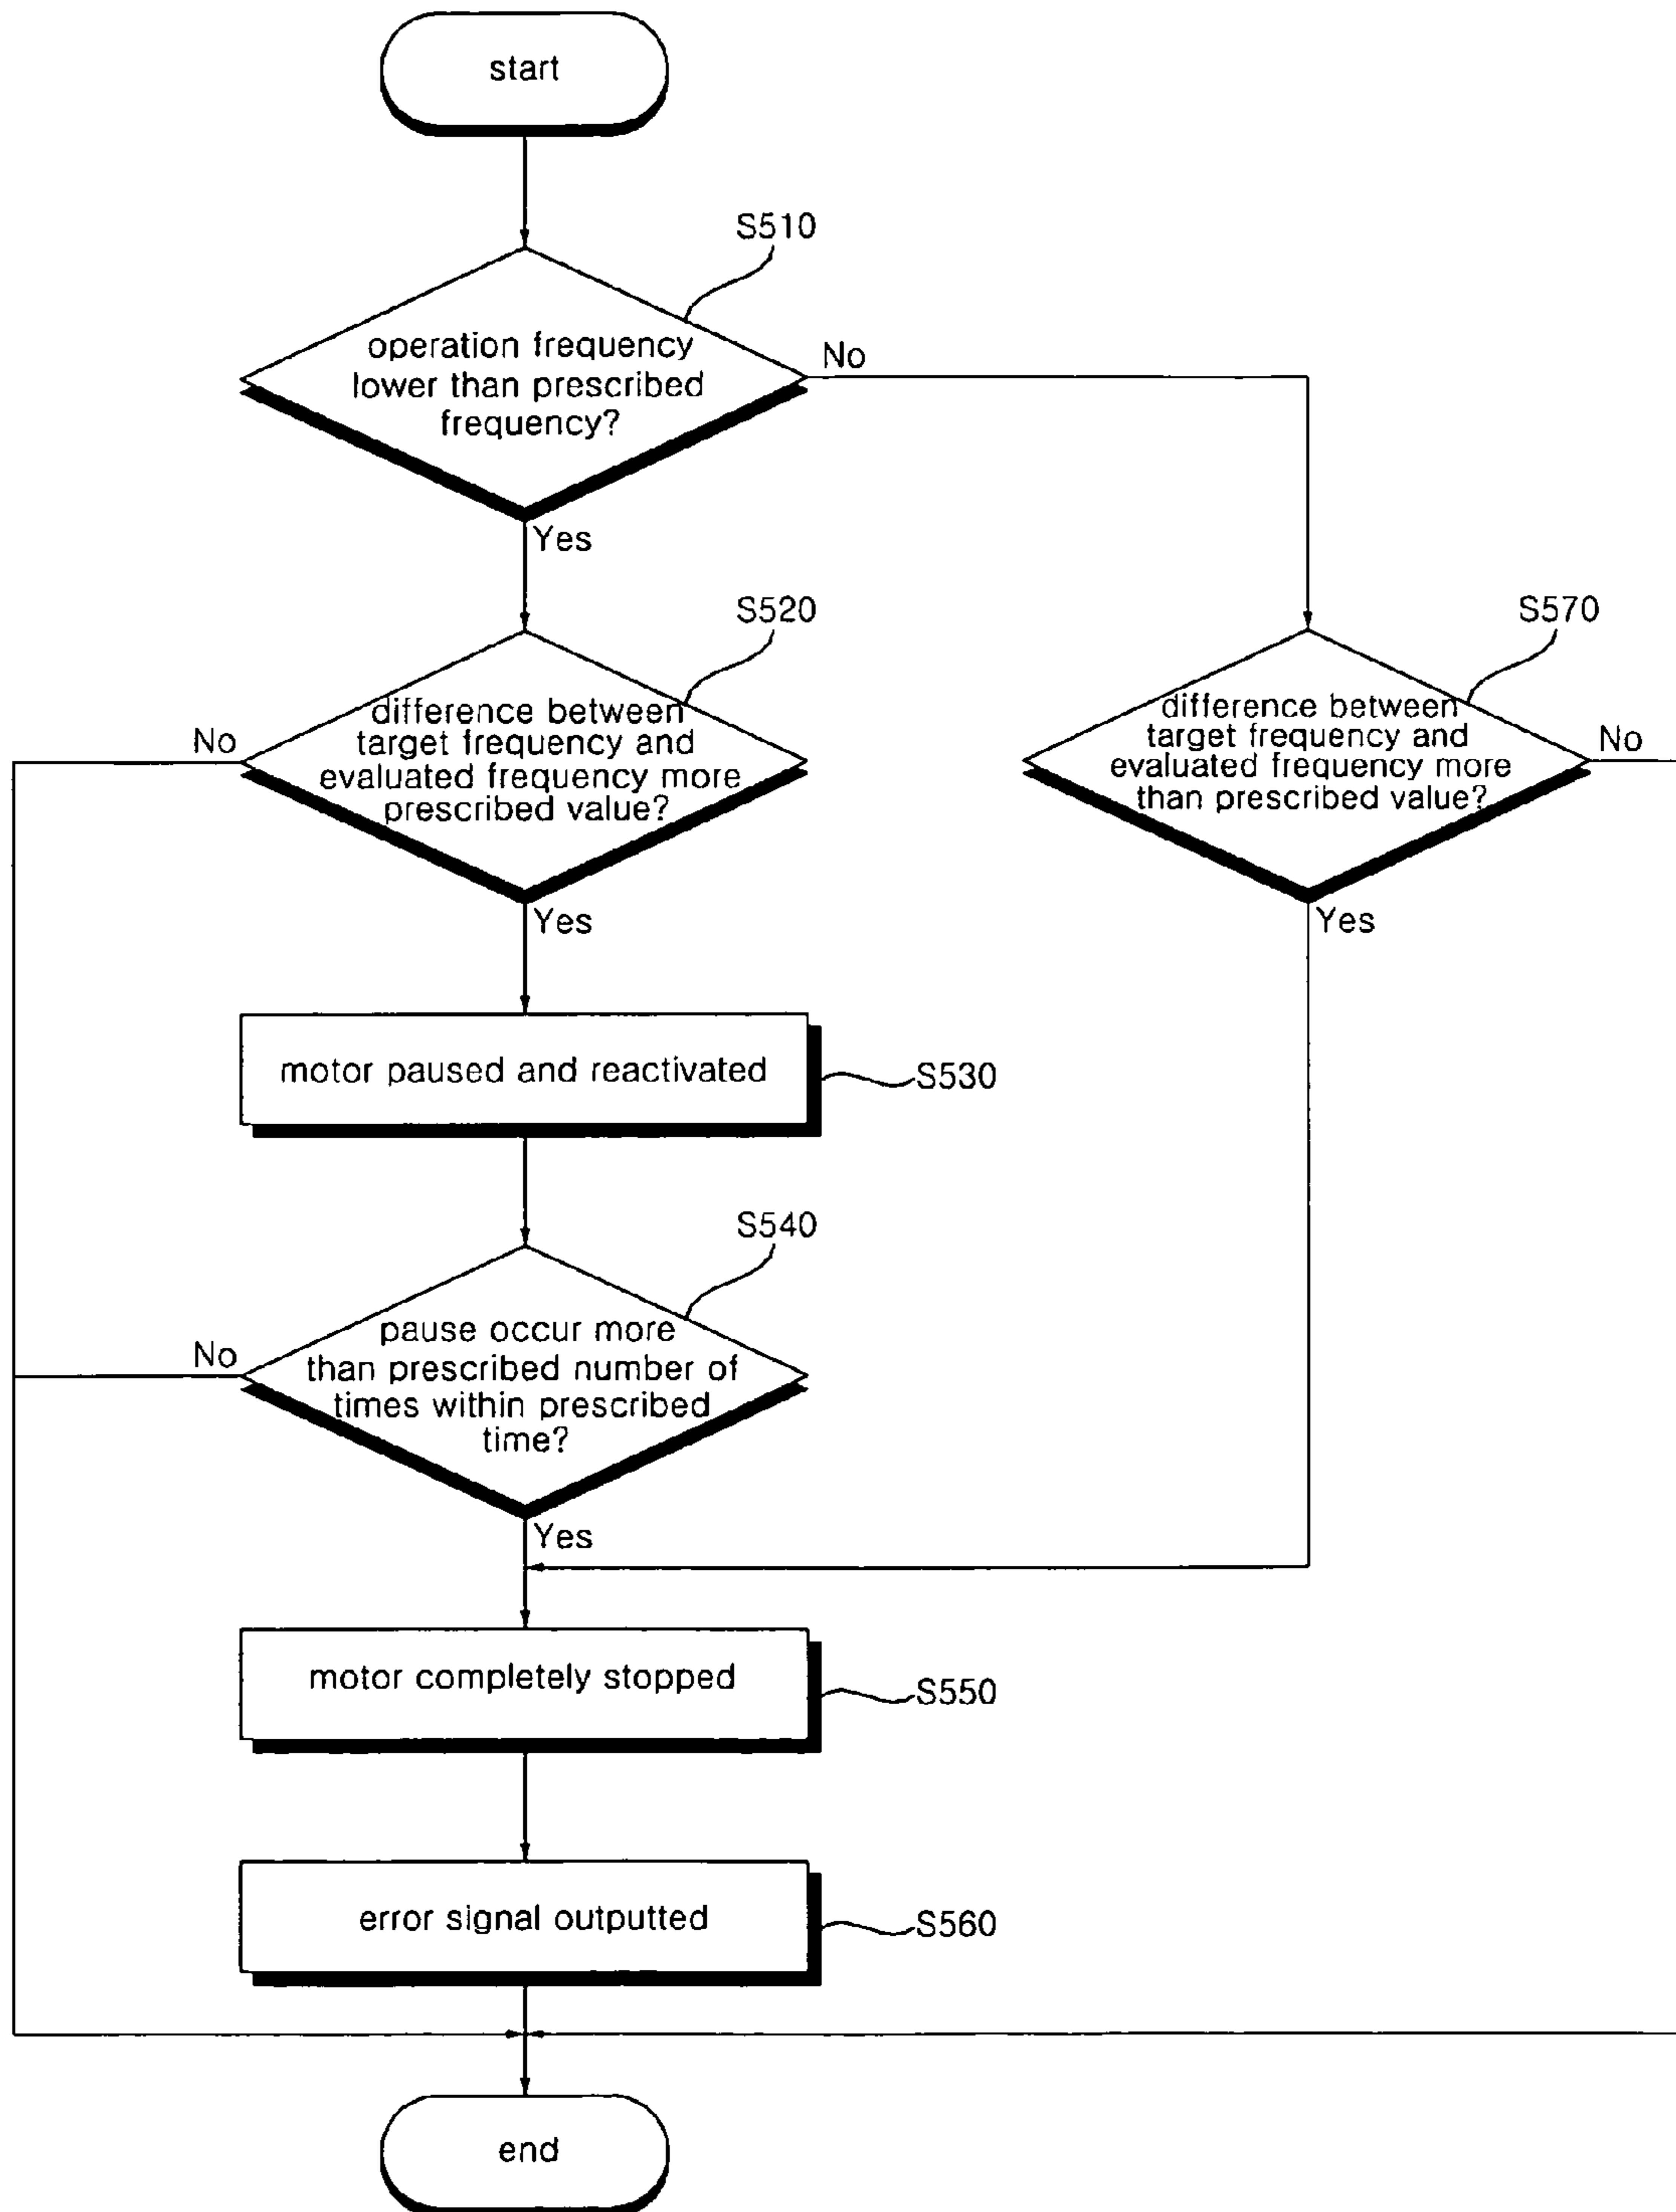 start
S510
operation frequency
lower than prescribed
frequency?
No
Yes
S520
difference between
target frequency and
evaluated frequency more
prescribed value?
No
Yes
S570
difference between
target frequency and
evaluated frequency more
than prescribed value?
No
Yes
motor paused and reactivated
S530
S540
pause occur more
than prescribed number of
times within prescribed
time?
No
Yes
motor completely stopped
S550
error signal outputted
S560
end